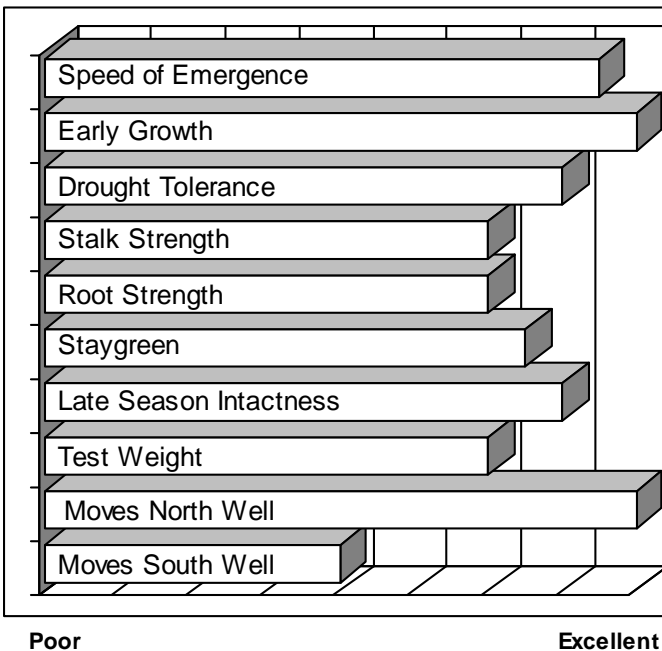 Speed of Emergence
Early Growth
Drought Tolerance
Stalk Strength
Root Strength
Staygreen
Late Season Intactness
Test Weight
Moves North Well
Moves South Well
Poor Excellent